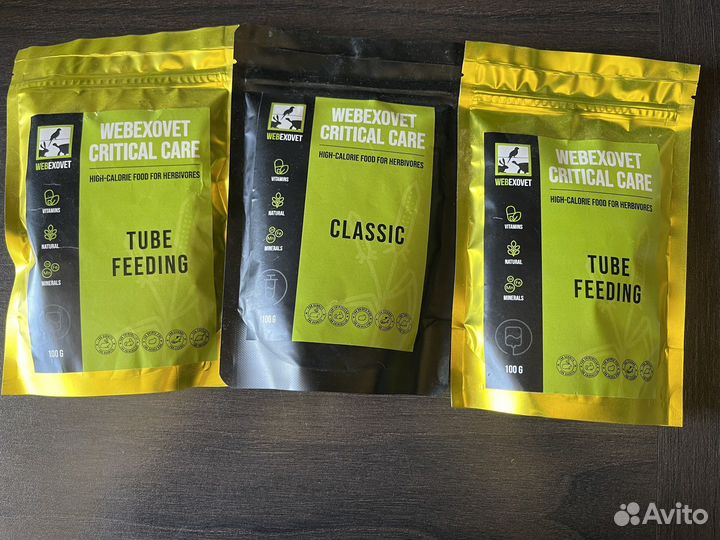 WEBEXOVET
CRITICAL CARE
HIGH-CALORIE FOOD FOR HERBIVORES
WEBEXOVET
VITAMINS
NATURAL
MINERALS
TUBE
FEEDING
100 G
WEBEXOVET
CRITICAL CARE
HIGH-CALORIE FOOD FOR HERBIVORES
WEBEXOVET
VITAMINS
NATURAL
MINERALS
CLASSIC
100 G
WEBEXOVET
CRITICAL CARE
HIGH-CALORIE FOOD FOR HERBIVORES
WEBEXOVET
VITAMINS
NATURAL
MINERALS
TUBE
FEEDING
100 G
Avito